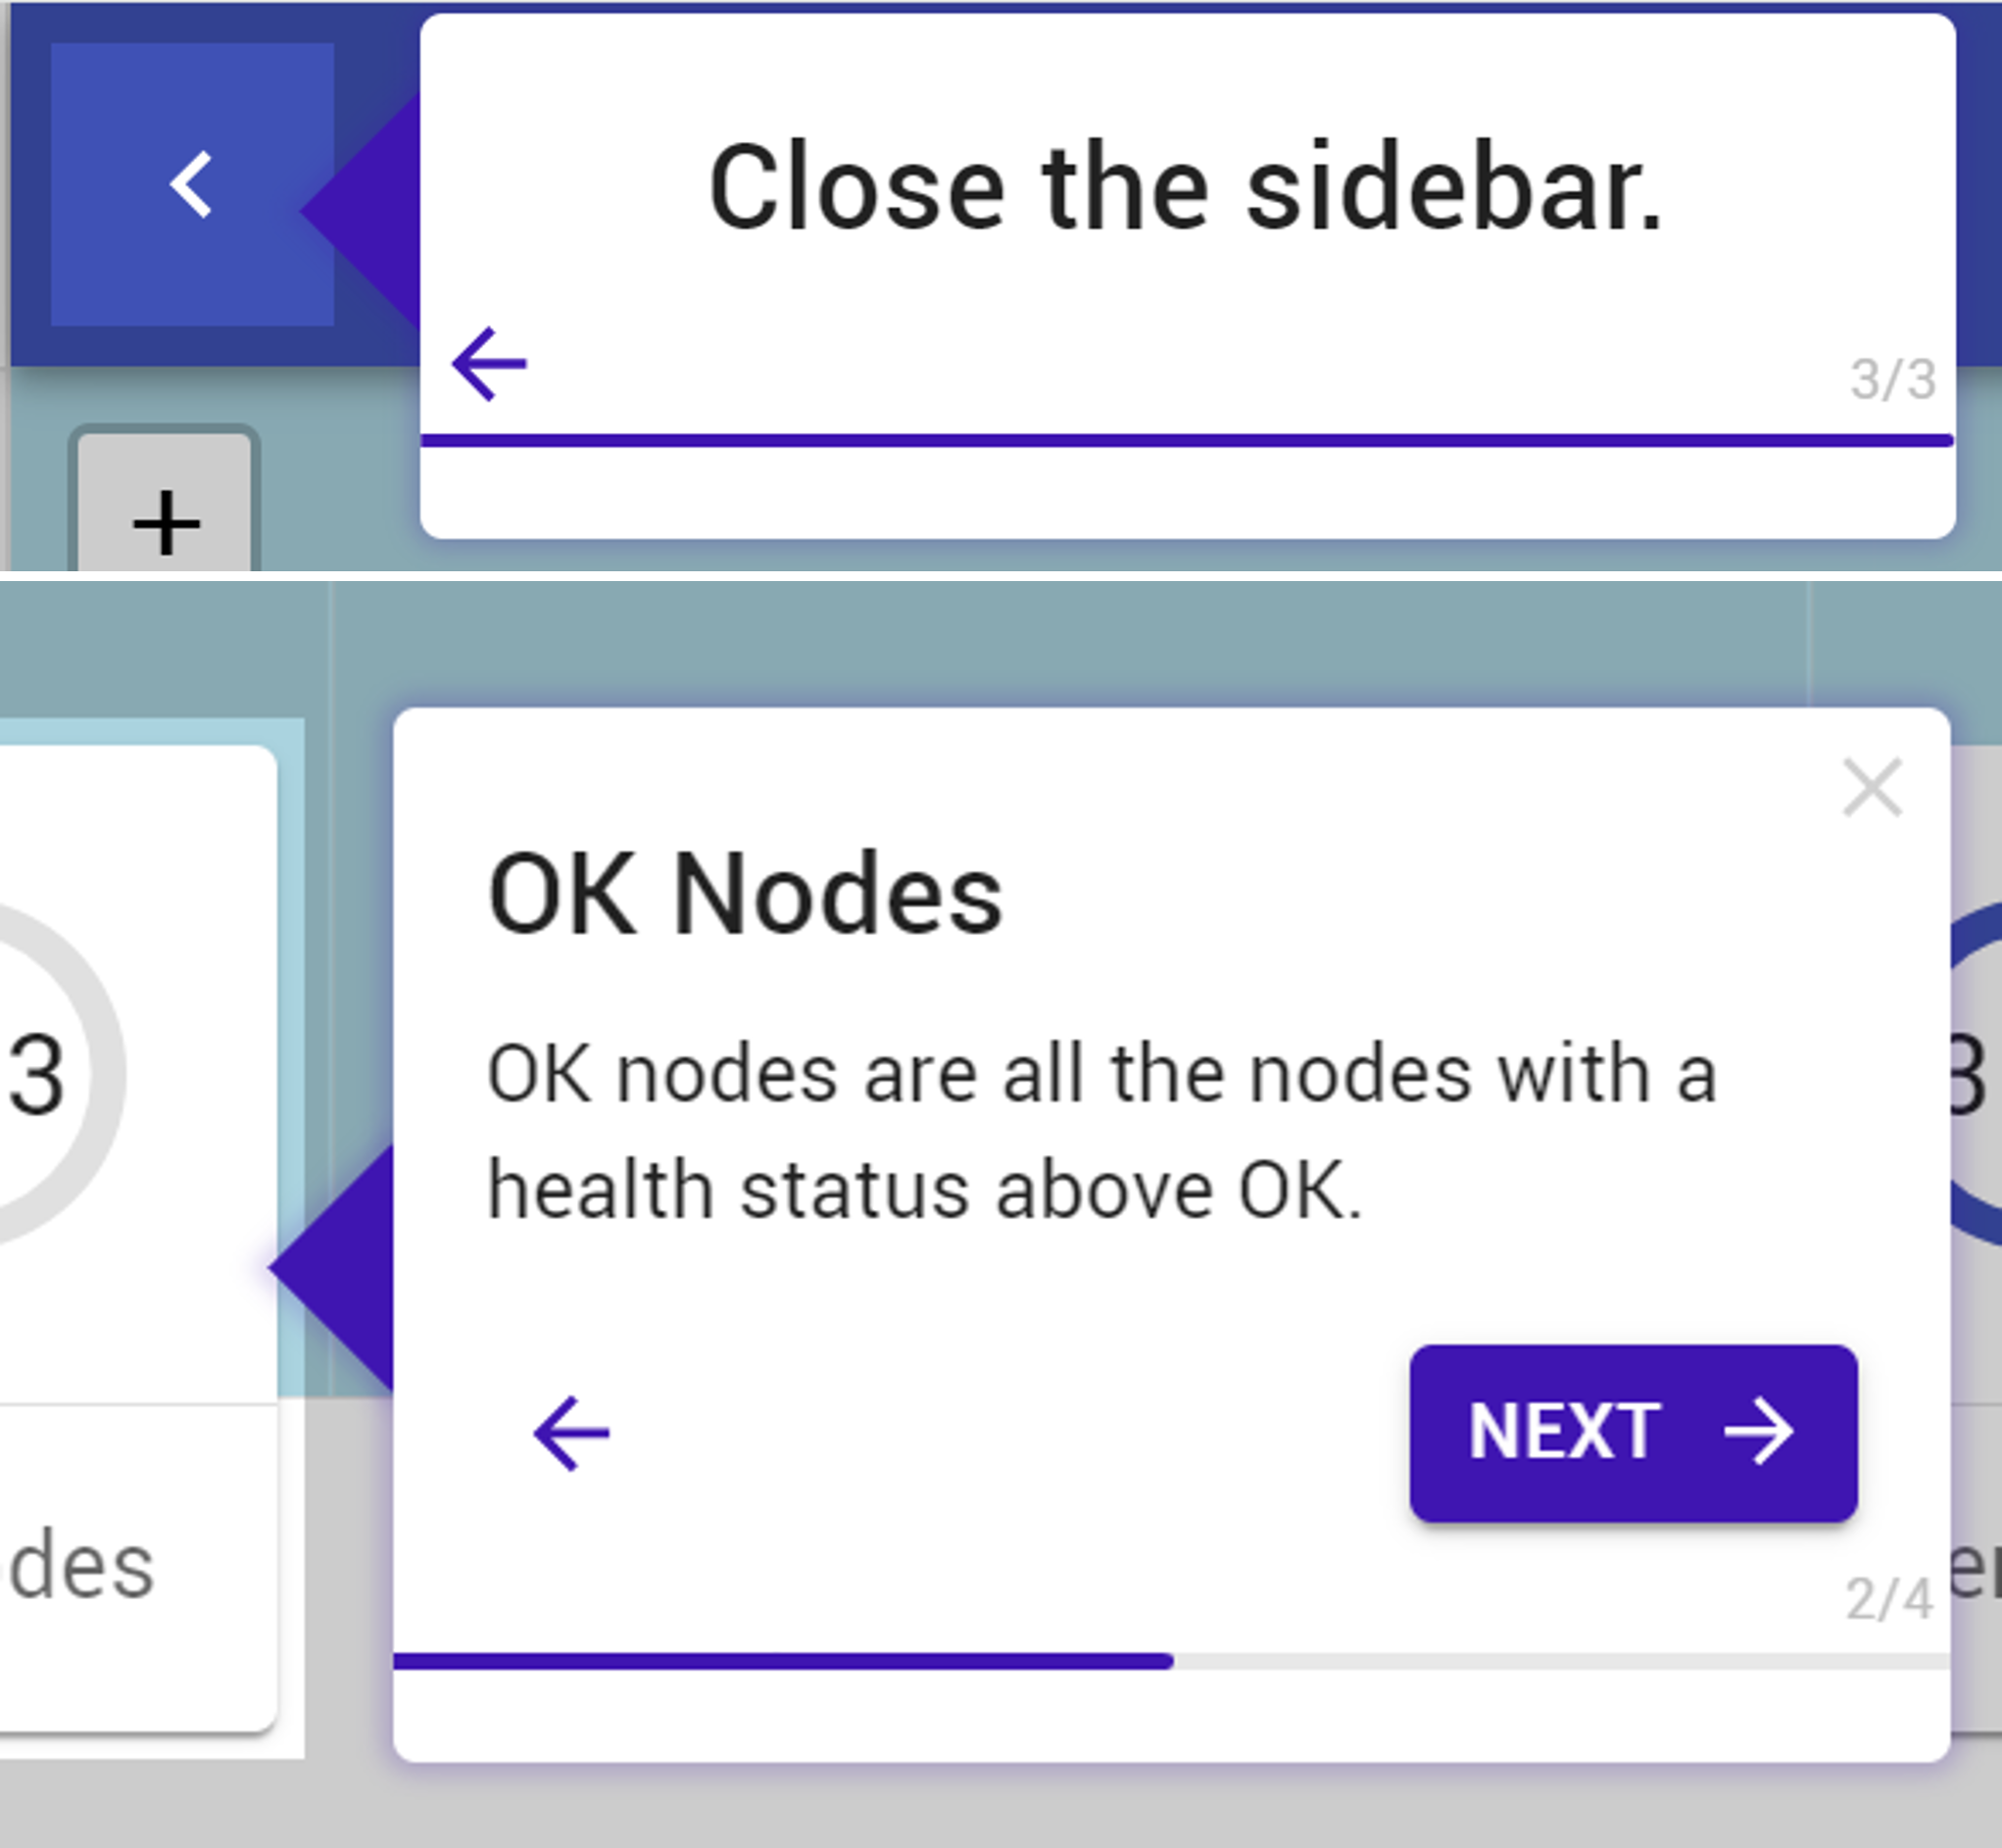 Close the sidebar.
3/3
+
OK Nodes
3
OK nodes are all the nodes with a
health status above OK.
NEXT
des
2/4